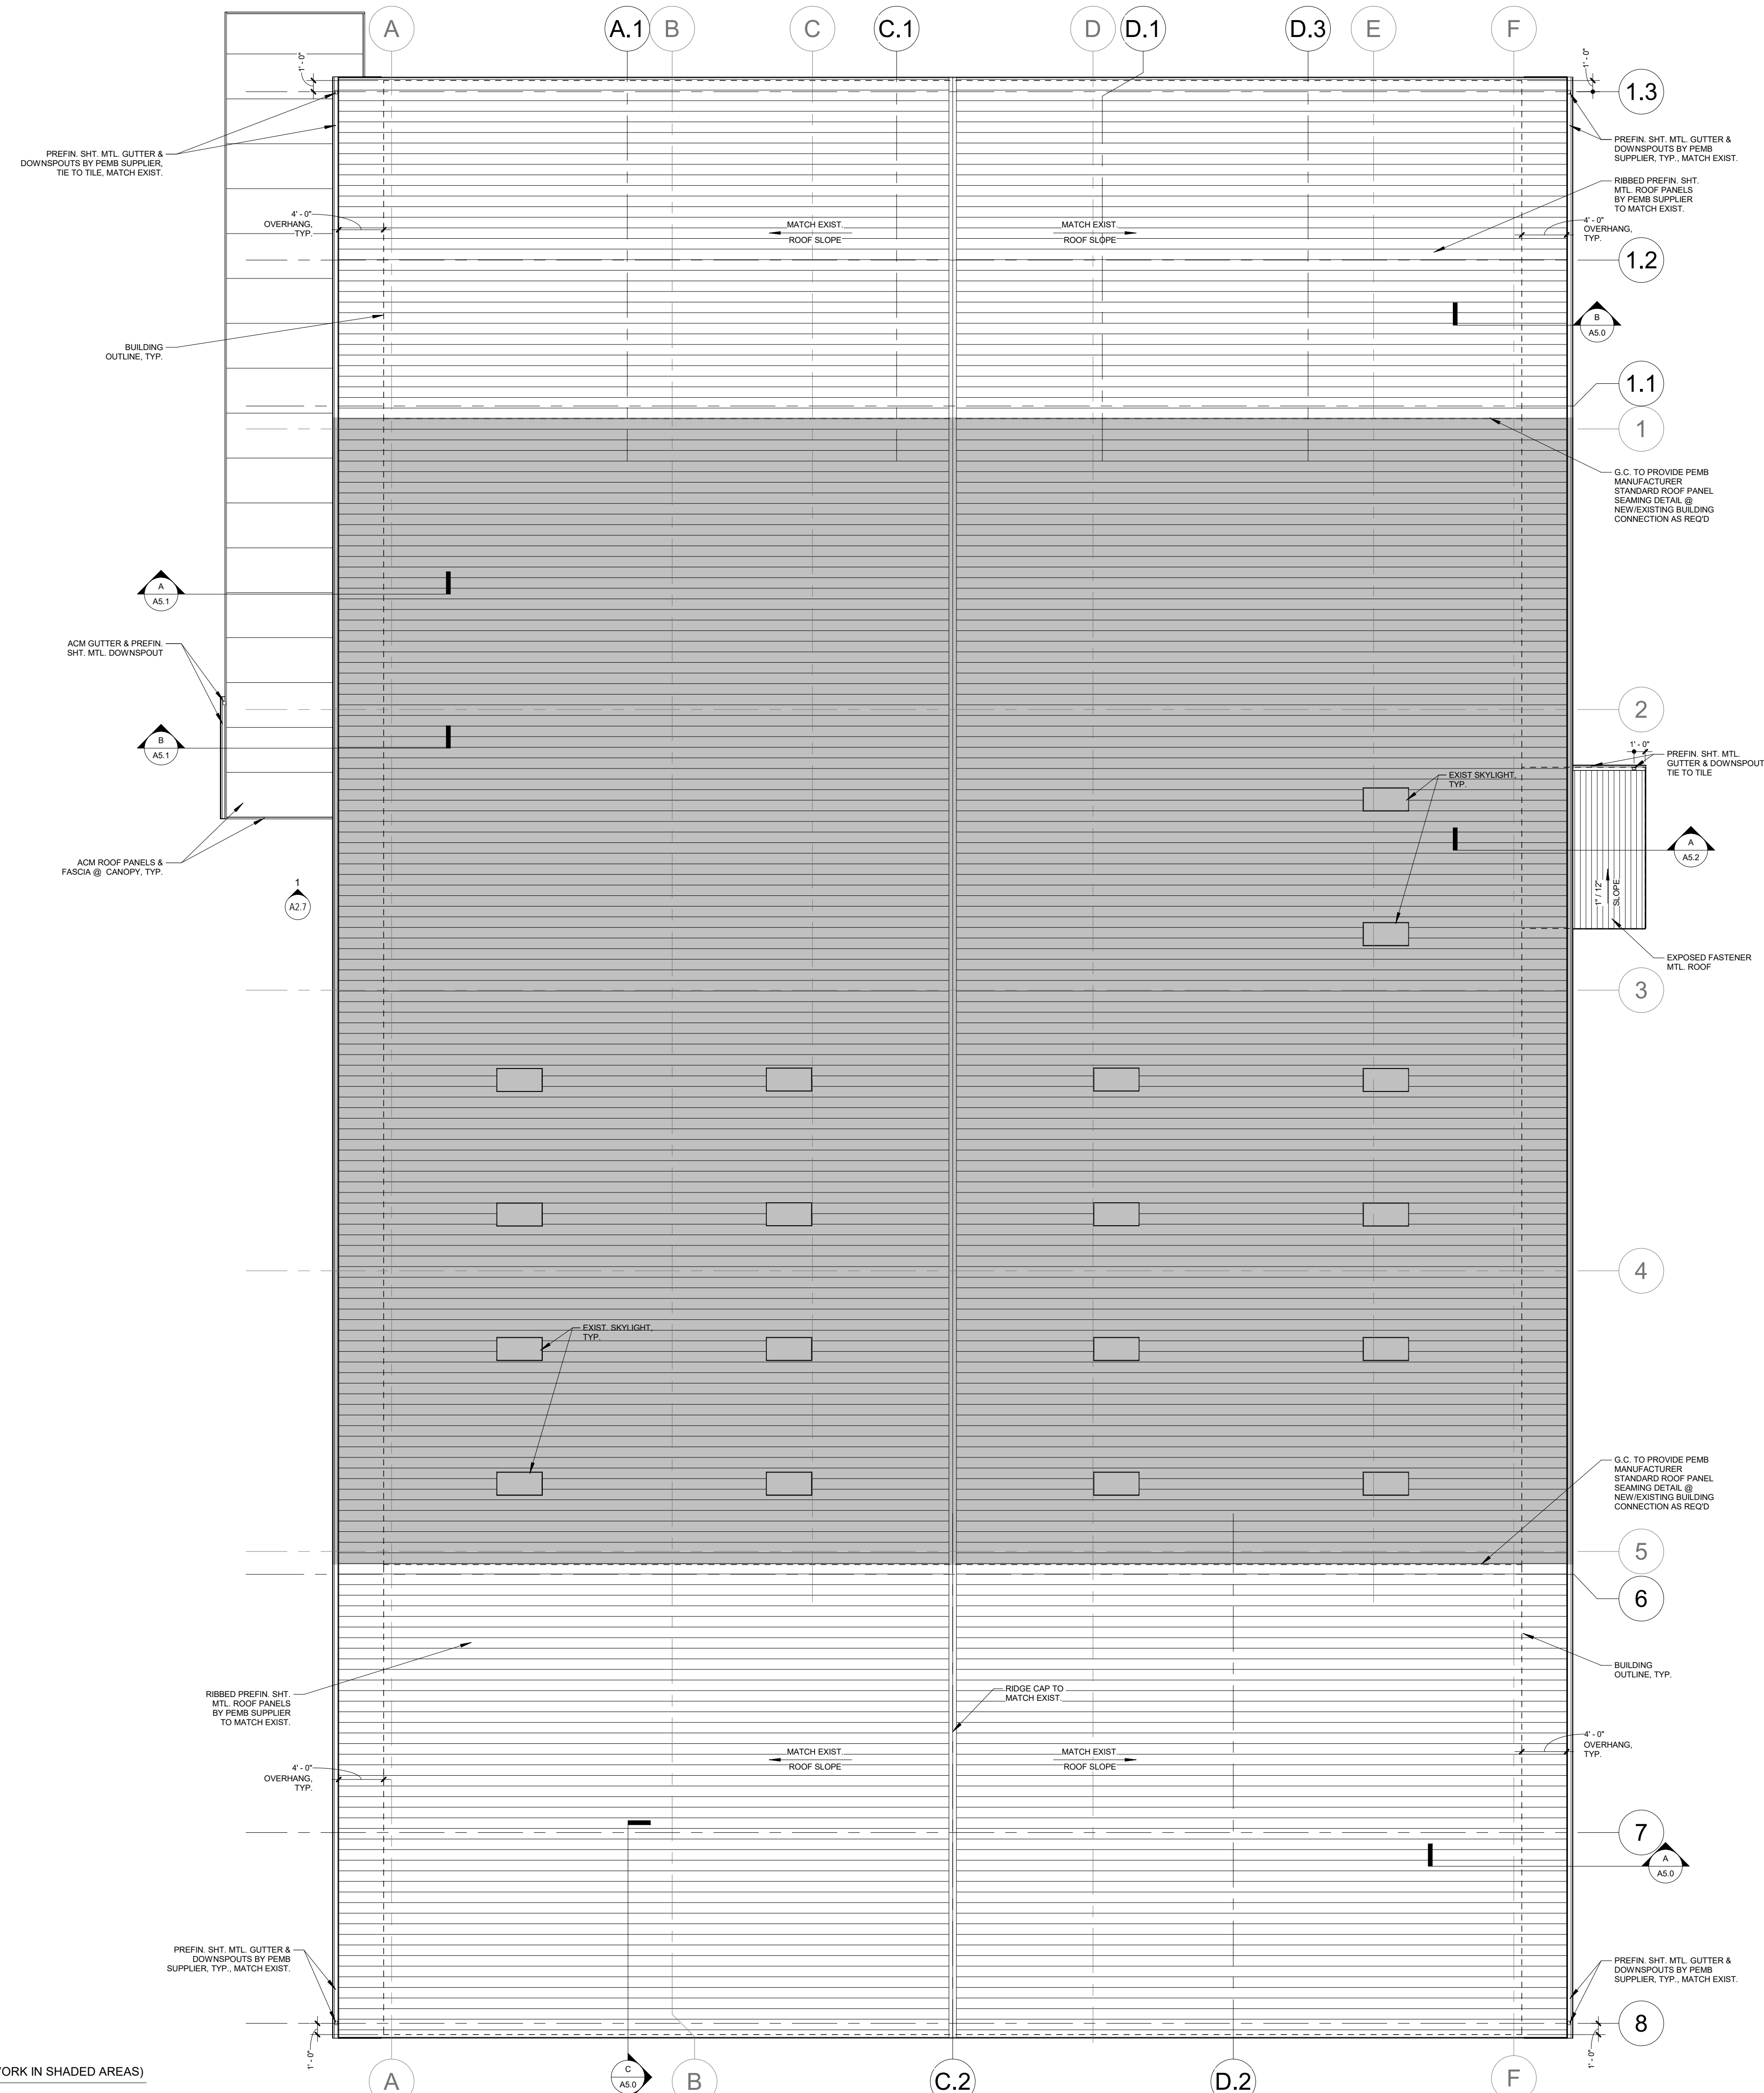 A
A.1
B
C
C.1
D
D.1
D.3
E
F
1' - 0"
1' - 0"
1.3
PREFIN. SHT. MTL. GUTTER &
DOWNSPOUTS BY PEMB SUPPLIER,
TIE TO TILE, MATCH EXIST.
PREFIN. SHT. MTL. GUTTER &
DOWNSPOUTS BY PEMB
SUPPLIER, TYP., MATCH EXIST.
RIBBED PREFIN. SHT.
MTL. ROOF PANELS
BY PEMB SUPPLIER
TO MATCH EXIST.
4' - 0"
OVERHANG,
TYP.
MATCH EXIST.
ROOF SLOPE
MATCH EXIST.
ROOF SLOPE
4' - 0"
OVERHANG,
TYP.
1.2
B
A5.0
BUILDING
OUTLINE, TYP.
1.1
1
G.C. TO PROVIDE PEMB
MANUFACTURER
STANDARD ROOF PANEL
SEAMING DETAIL @
NEW/EXISTING BUILDING
CONNECTION AS REQ'D
A
A5.1
ACM GUTTER & PREFIN.
SHT. MTL. DOWNSPOUT
2
B
A5.1
1' - 0"
PREFIN. SHT. MTL.
GUTTER & DOWNSPOUT
TIE TO TILE
EXIST SKYLIGHT,
TYP.
A
A5.2
ACM ROOF PANELS &
FASCIA @ CANOPY, TYP.
1
A2.7
1" / 12"
SLOPE
EXPOSED FASTENER
MTL. ROOF
3
4
EXIST. SKYLIGHT,
TYP.
G.C. TO PROVIDE PEMB
MANUFACTURER
STANDARD ROOF PANEL
SEAMING DETAIL @
NEW/EXISTING BUILDING
CONNECTION AS REQ'D
5
6
BUILDING
OUTLINE, TYP.
RIBBED PREFIN. SHT.
MTL. ROOF PANELS
BY PEMB SUPPLIER
TO MATCH EXIST.
RIDGE CAP TO
MATCH EXIST.
4' - 0"
OVERHANG,
TYP.
MATCH EXIST.
ROOF SLOPE
MATCH EXIST.
ROOF SLOPE
4' - 0"
OVERHANG,
TYP.
7
A
A5.0
PREFIN. SHT. MTL. GUTTER &
DOWNSPOUTS BY PEMB
SUPPLIER, TYP., MATCH EXIST.
PREFIN. SHT. MTL. GUTTER &
DOWNSPOUTS BY PEMB
SUPPLIER, TYP., MATCH EXIST.
8
1' - 0"
1' - 0"
WORK IN SHADED AREAS)
A
C
A5.0
B
C.2
D.2
F